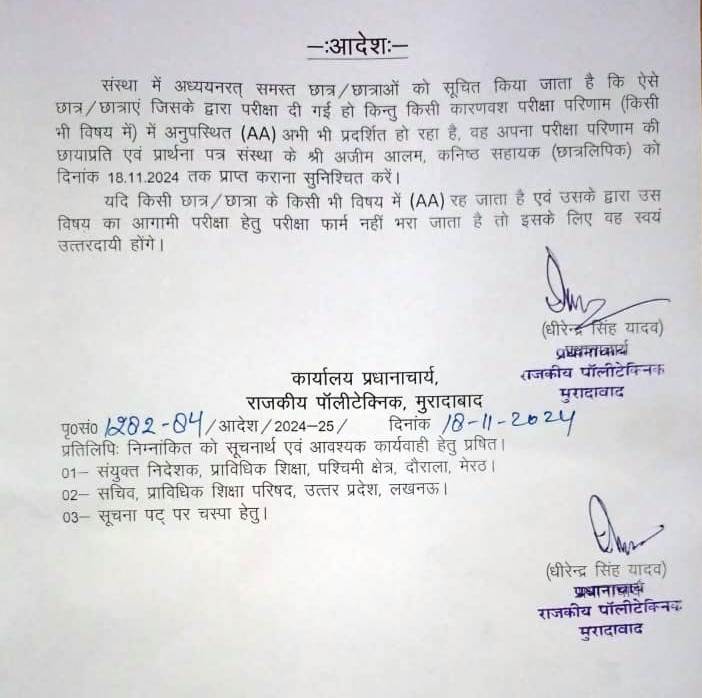 –ःआदेशः–
संस्था में अध्ययनरत् समस्त छात्र/छात्राओं को सूचित किया जाता है कि ऐसे
छात्र/छात्राएं जिसके द्वारा परीक्षा दी गई हो किन्तु किसी कारणवश परीक्षा परिणाम (किसी
भी विषय में) में अनुपस्थित (AA) अभी भी प्रदर्शित हो रहा है, वह अपना परीक्षा परिणाम की
छायाप्रति एवं प्रार्थना पत्र संस्था के श्री अजीम आलम, कनिष्ठ सहायक (छात्रलिपिक) को
दिनांक 18.11.2024 तक प्राप्त कराना सुनिश्चित करें।
यदि किसी छात्र/छात्रा के किसी भी विषय में (AA) रह जाता है एवं उसके द्वारा उस
विषय का आगामी परीक्षा हेतु परीक्षा फार्म नहीं भरा जाता है तो इसके लिए वह स्वयं
उत्तरदायी होंगे।
(धीरेन्द्र सिंह यादव)
प्रधानाचार्य
राजकीय पॉलीटेक्निक
मुरादाबाद
कार्यालय प्रधानाचार्य,
राजकीय पॉलीटेक्निक, मुरादाबाद
पृ0सं0 1282-84/आदेश/2024–25/ दिनांक 18-11-2024
प्रतिलिपिः निम्नांकित को सूचनार्थ एवं आवश्यक कार्यवाही हेतु प्रषित।
01– संयुक्त निदेशक, प्राविधिक शिक्षा, पश्चिमी क्षेत्र, दौराला, मेरठ।
02– सचिव, प्राविधिक शिक्षा परिषद, उत्तर प्रदेश, लखनऊ।
03– सूचना पट् पर चस्पा हेतु।
(धीरेन्द्र सिंह यादव)
प्रधानाचार्य
राजकीय पॉलीटेक्निक
मुरादाबाद